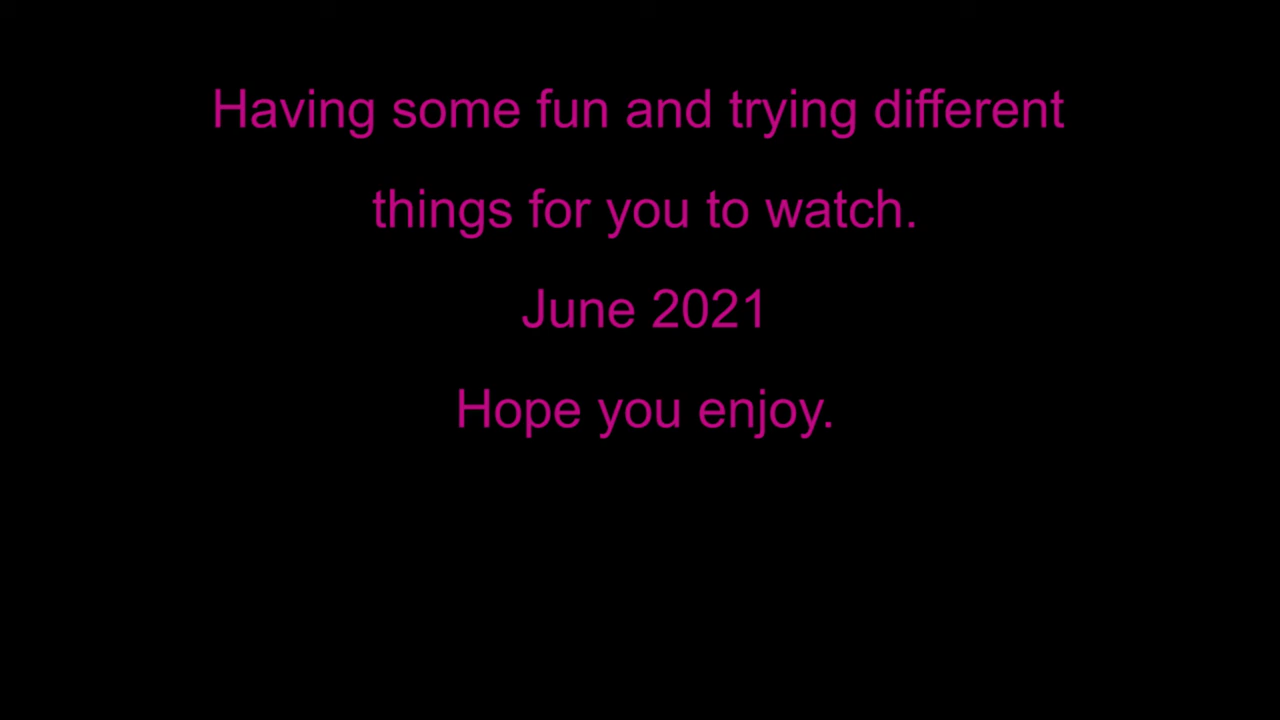 Having some fun and trying different
things for you to watch.
June 2021
Hope you enjoy.